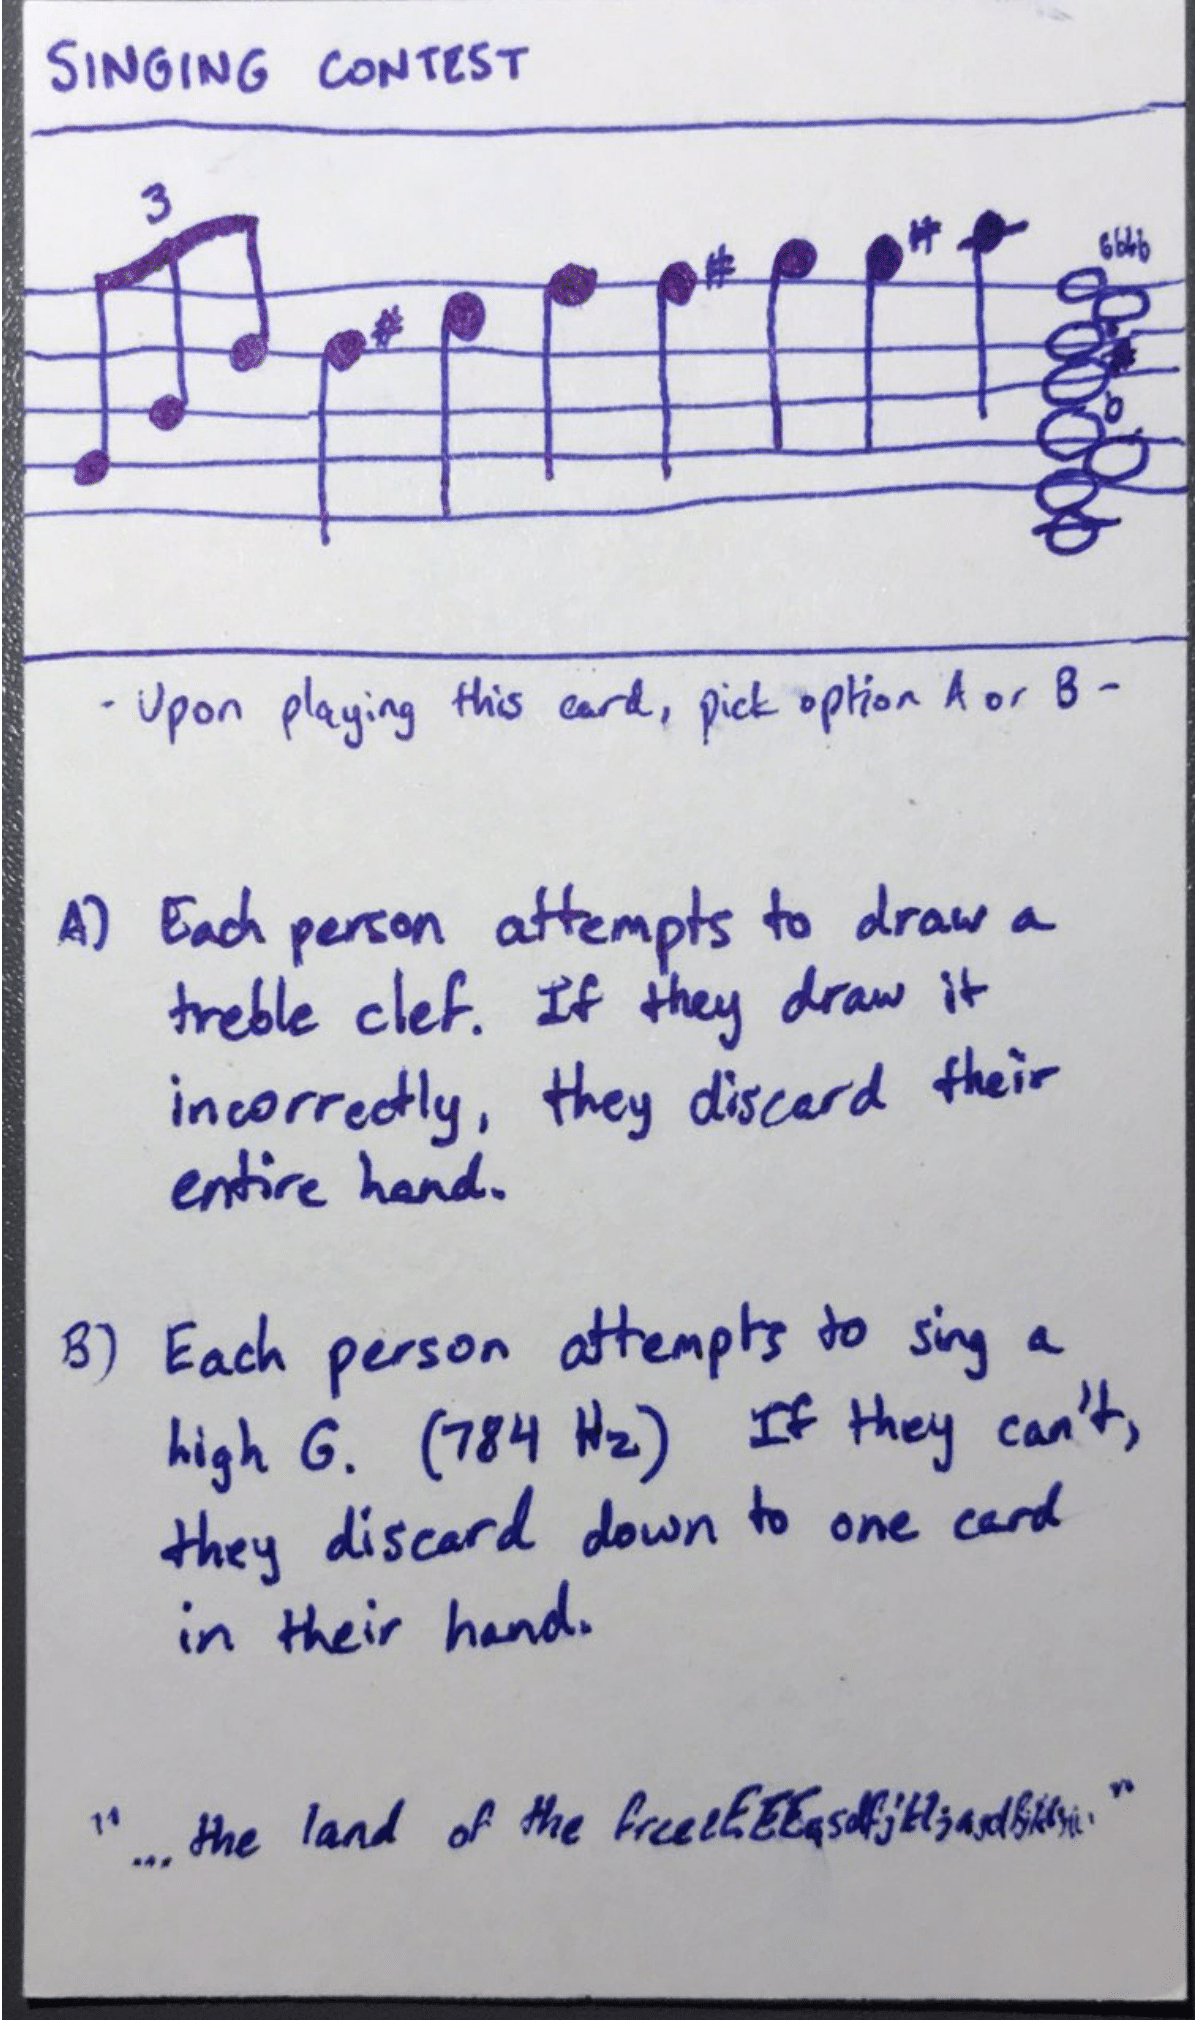 SINGING CONTEST
3
# # #
- Upon playing this card, pick option A or B -
A) Each person attempts to draw a
treble clef. If they draw it
incorrectly, they discard their
entire hand.
B) Each person attempts to sing a
high G. (784 Hz) If they can't,
they discard down to one card
in their hand.
"... the land of the